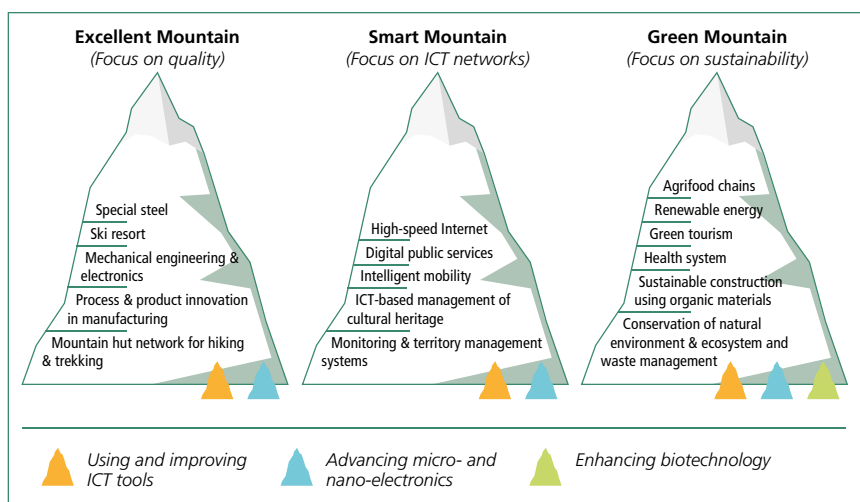 Excellent Mountain
(Focus on quality)
Special steel
Ski resort
Mechanical engineering &
electronics
Process & product innovation
in manufacturing
Mountain hut network for hiking
& trekking
Smart Mountain
(Focus on ICT networks)
High-speed Internet
Digital public services
Intelligent mobility
ICT-based management of
cultural heritage
Monitoring & territory management
systems
Green Mountain
(Focus on sustainability)
Agrifood chains
Renewable energy
Green tourism
Health system
Sustainable construction
using organic materials
Conservation of natural
environment & ecosystem and
waste management
Using and improving
ICT tools
Advancing micro- and
nano-electronics
Enhancing biotechnology